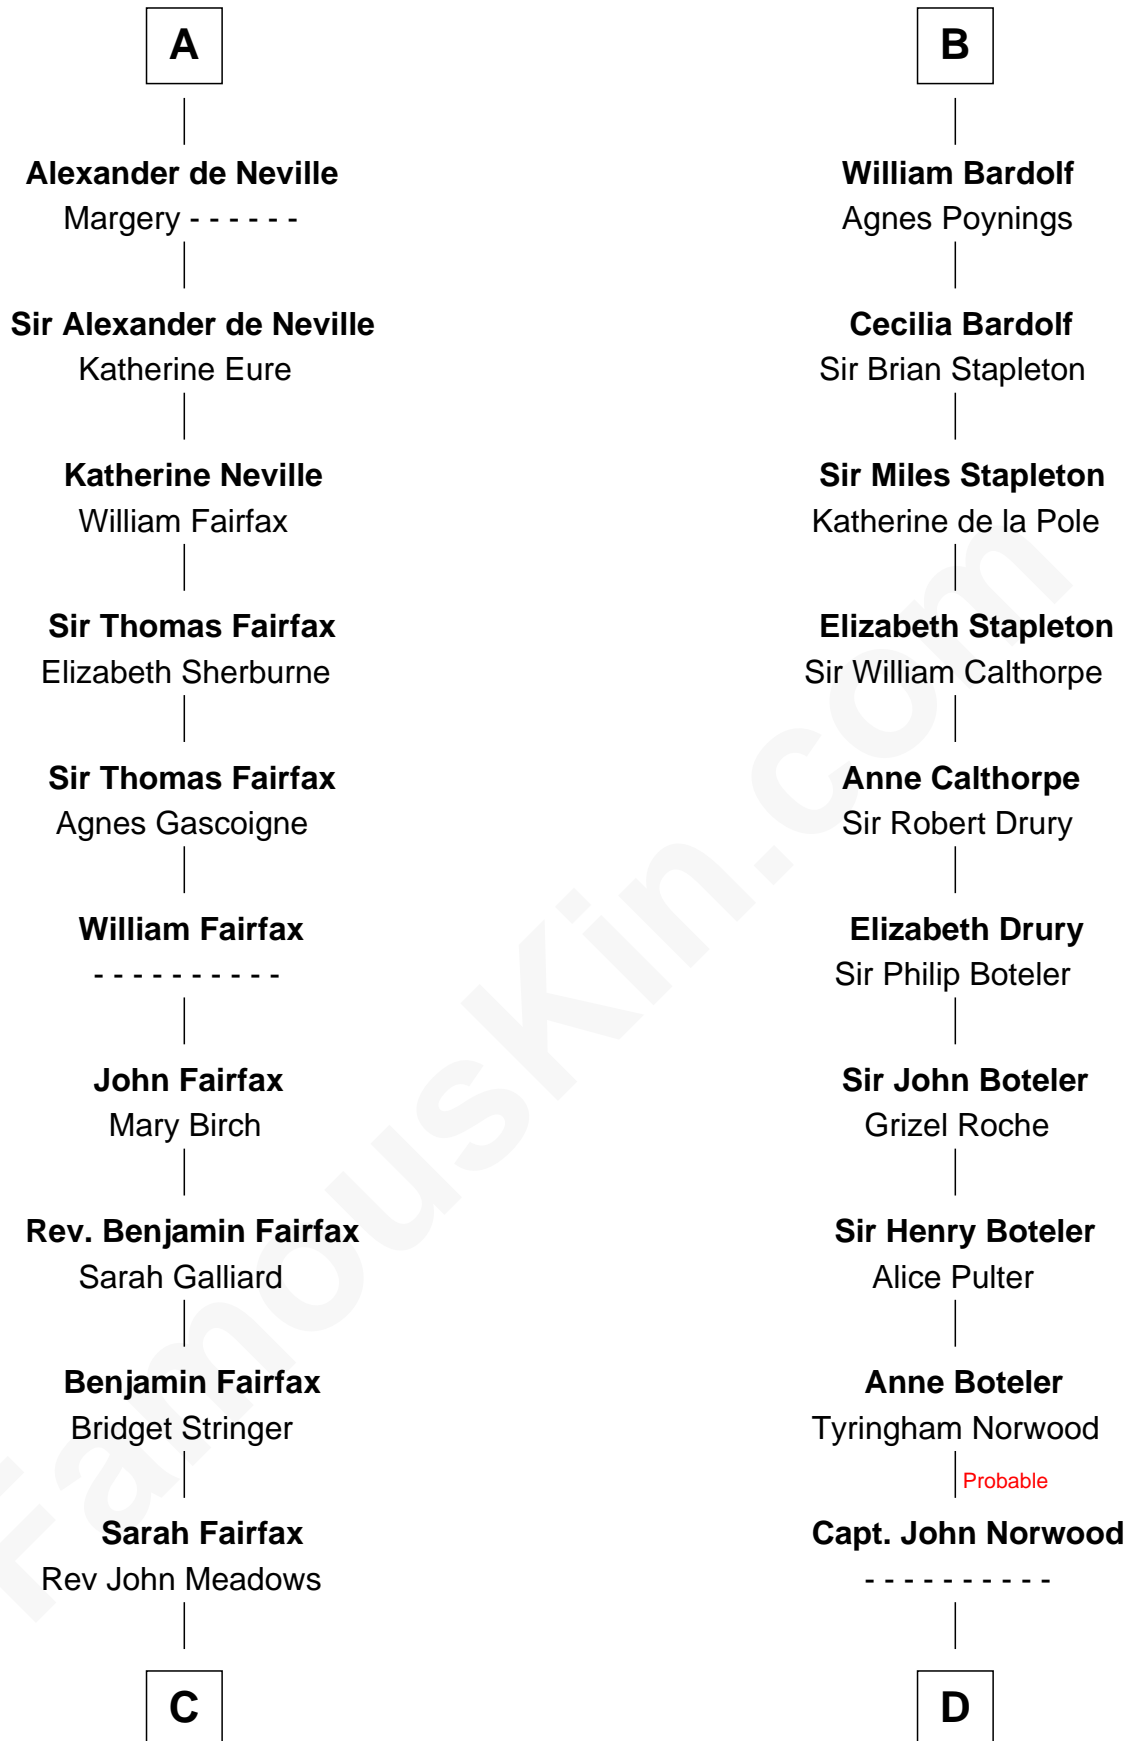 A
Alexander de Neville
Margery - - - - - -
Sir Alexander de Neville
Katherine Eure
Katherine Neville
William Fairfax
Sir Thomas Fairfax
Elizabeth Sherburne
Sir Thomas Fairfax
Agnes Gascoigne
William Fairfax
- - - - - - - - - -
John Fairfax
Mary Birch
Rev. Benjamin Fairfax
Sarah Galliard
Benjamin Fairfax
Bridget Stringer
Sarah Fairfax
Rev John Meadows
C
B
William Bardolf
Agnes Poynings
Cecilia Bardolf
Sir Brian Stapleton
Sir Miles Stapleton
Katherine de la Pole
Elizabeth Stapleton
Sir William Calthorpe
Anne Calthorpe
Sir Robert Drury
Elizabeth Drury
Sir Philip Boteler
Sir John Boteler
Grizel Roche
Sir Henry Boteler
Alice Pulter
Anne Boteler
Tyringham Norwood
Probable
Capt. John Norwood
- - - - - - - - - -
D
FamousKin.com